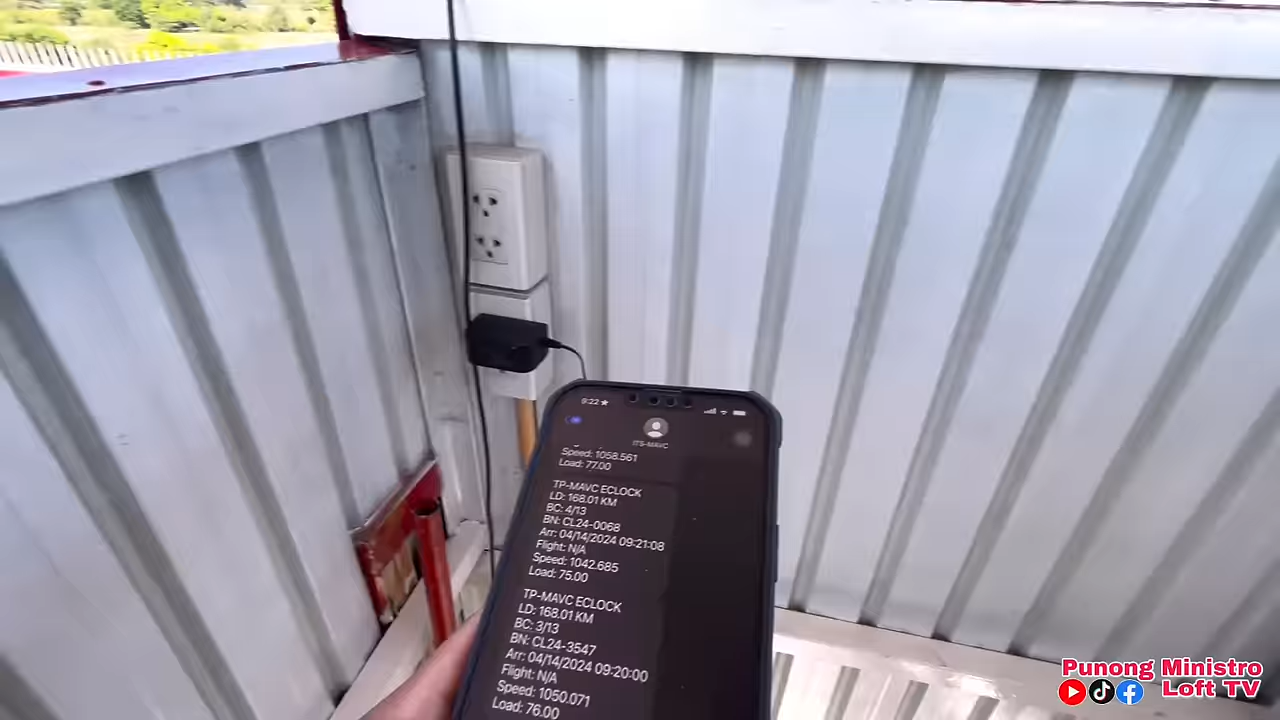 9:22
ITS-MAVC
Speed: 1058.561
Load: 77.00
TP-MAVC ECLOCK
LD: 168.01 KM
BC: 4/13
BN: CL24-0068
Arr: 04/14/2024 09:21:08
Flight: N/A
Speed: 1042.685
Load: 75.00
TP-MAVC ECLOCK
LD: 168.01 KM
BC: 3/13
BN: CL24-3547
Arr: 04/14/2024 09:20:00
Flight: N/A
Speed: 1050.071
Load: 76.00
Punong Ministro
Loft TV